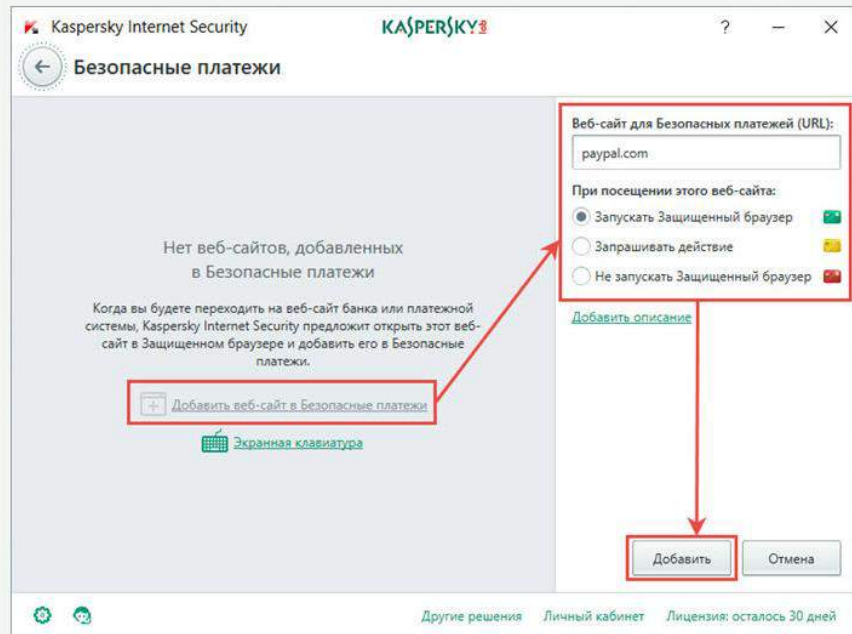 Kaspersky Internet Security
KASPERSKY
?
Безопасные платежи
Нет веб-сайтов, добавленных
в Безопасные платежи
Когда вы будете переходить на веб-сайт банка или платежной
системы, Kaspersky Internet Security предложит открыть этот веб-
сайт в Защищенном браузере и добавить его в Безопасные
платежи.
Добавить веб-сайт в Безопасные платежи
Экранная клавиатура
Веб-сайт для Безопасных платежей (URL):
paypal.com
При посещении этого веб-сайта:
Запускать Защищенный браузер
Запрашивать действие
Не запускать Защищенный браузер
Добавить описание
Добавить
Отмена
Другие решения
Личный кабинет
Лицензия: осталось 30 дней